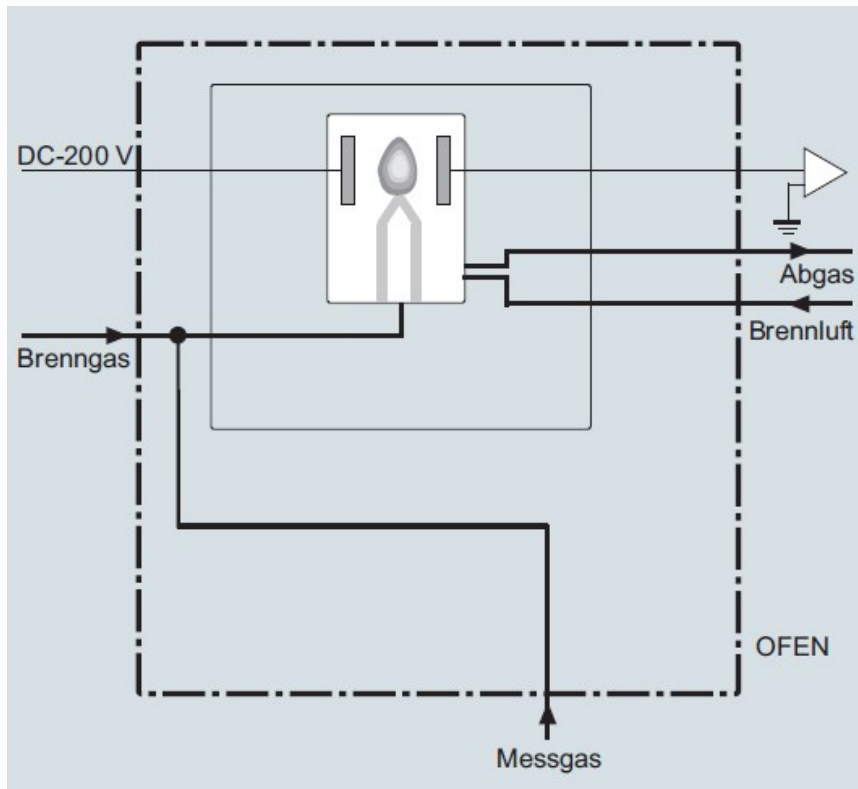 DC-200 V
Abgas
Brennluft
Brenngas
OFEN
Messgas